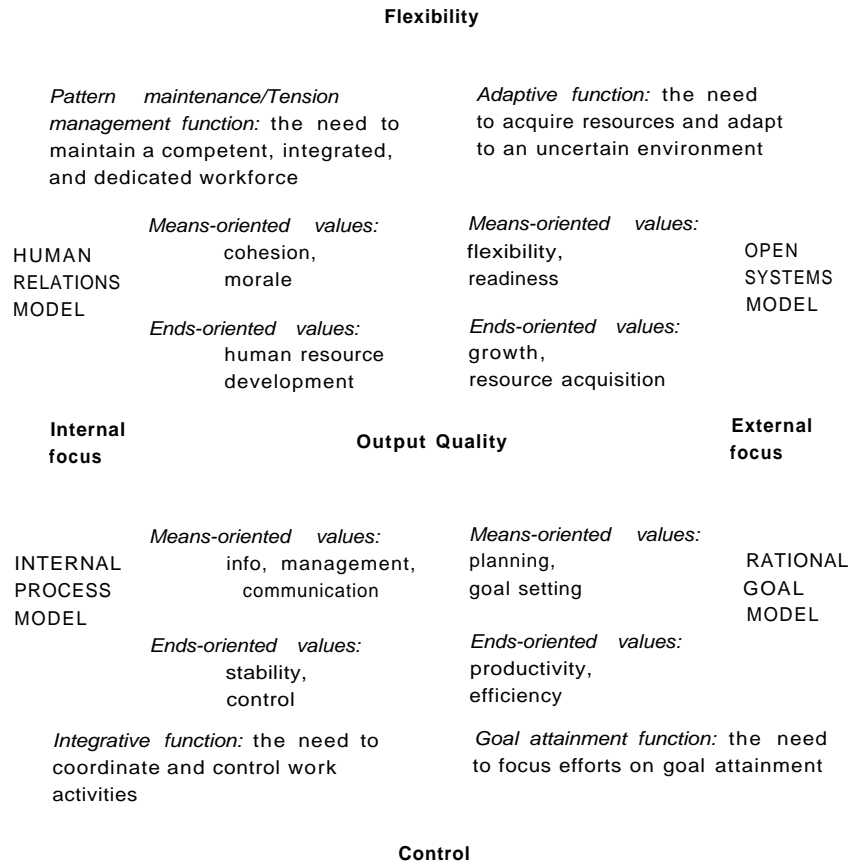 Flexibility
Pattern maintenance/Tension
management function: the need to
maintain a competent, integrated,
and dedicated workforce
Adaptive function: the need
to acquire resources and adapt
to an uncertain environment
HUMAN
RELATIONS
MODEL
Means-oriented values:
cohesion,
morale
Ends-oriented values:
human resource
development
Means-oriented values:
flexibility,
readiness
Ends-oriented values:
growth,
resource acquisition
OPEN
SYSTEMS
MODEL
Internal
focus
Output Quality
External
focus
INTERNAL
PROCESS
MODEL
Means-oriented values:
info, management,
communication
Ends-oriented values:
stability,
control
Means-oriented values:
planning,
goal setting
Ends-oriented values:
productivity,
efficiency
RATIONAL
GOAL
MODEL
Integrative function: the need to
coordinate and control work
activities
Goal attainment function: the need
to focus efforts on goal attainment
Control